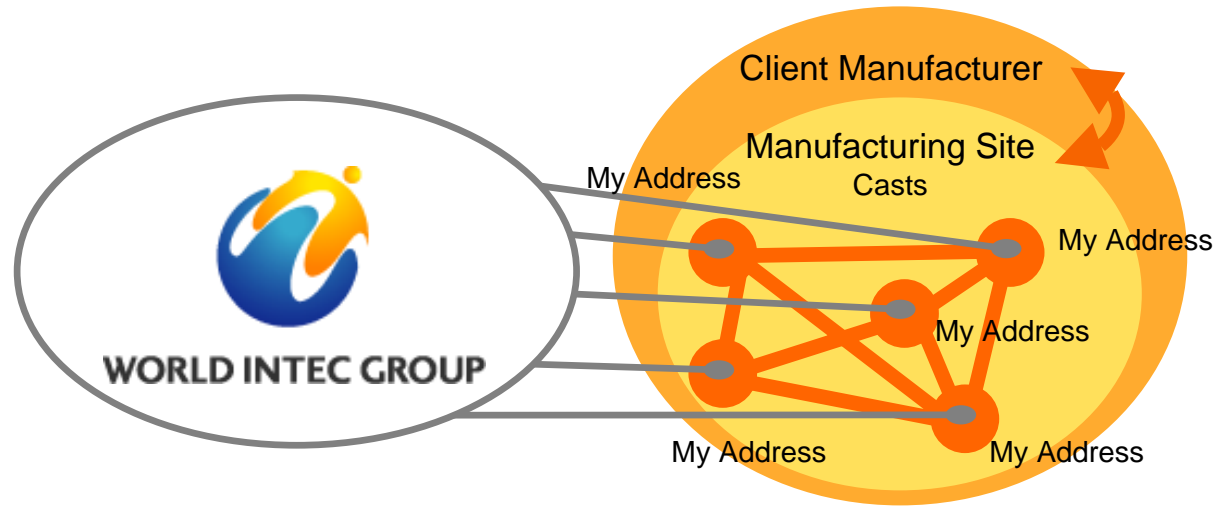 Client Manufacturer
Manufacturing Site
My Address
Casts
My Address
My Address
WORLD INTEC GROUP
My Address
My Address